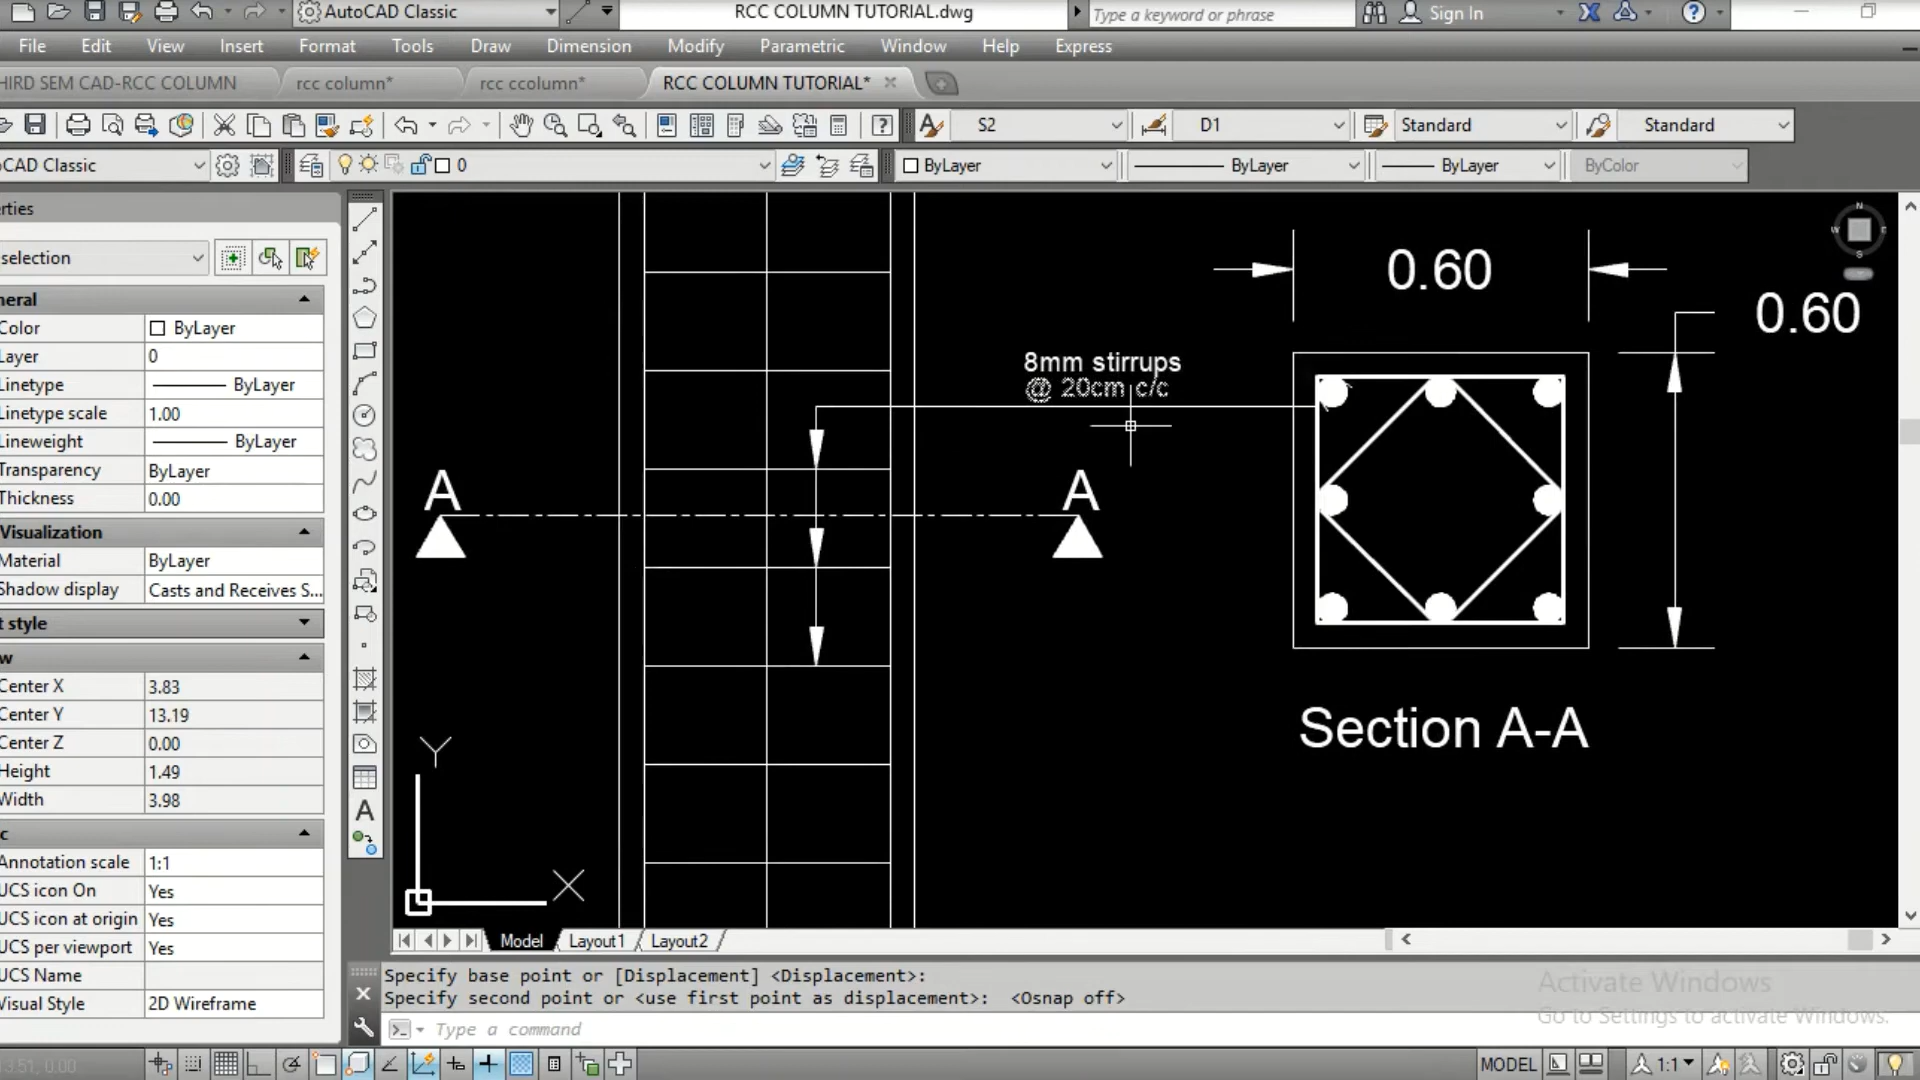 AutoCAD Classic
RCC COLUMN TUTORIAL.dwg
Type a keyword or phrase
Sign In
File Edit View Insert Format Tools Draw Dimension Modify Parametric Window Help Express
HIRD SEM CAD-RCC COLUMN
rcc column*
rcc ccolumn*
RCC COLUMN TUTORIAL*
S2
D1
Standard
Standard
CAD Classic
0
ByLayer
ByLayer
ByLayer
ByColor
erties
selection
neral
Color ByLayer
Layer 0
Linetype ByLayer
Linetype scale 1.00
Lineweight ByLayer
Transparency ByLayer
Thickness 0.00
Visualization
Material ByLayer
Shadow display Casts and Receives S...
t style
w
Center X 3.83
Center Y 13.19
Center Z 0.00
Height 1.49
Width 3.98
c
Annotation scale 1:1
UCS icon On Yes
UCS icon at origin Yes
UCS per viewport Yes
UCS Name
Visual Style 2D Wireframe
A
N
W
E
S
0.60
0.60
8mm stirrups
@ 20cm c/c
A
A
Section A-A
Y
X
Model Layout1 Layout2
Specify base point or [Displacement] <Displacement>:
Specify second point or <use first point as displacement>: <Osnap off>
Type a command
Activate Windows
Go to Settings to activate Windows.
3.51, 0.00
MODEL
1:1